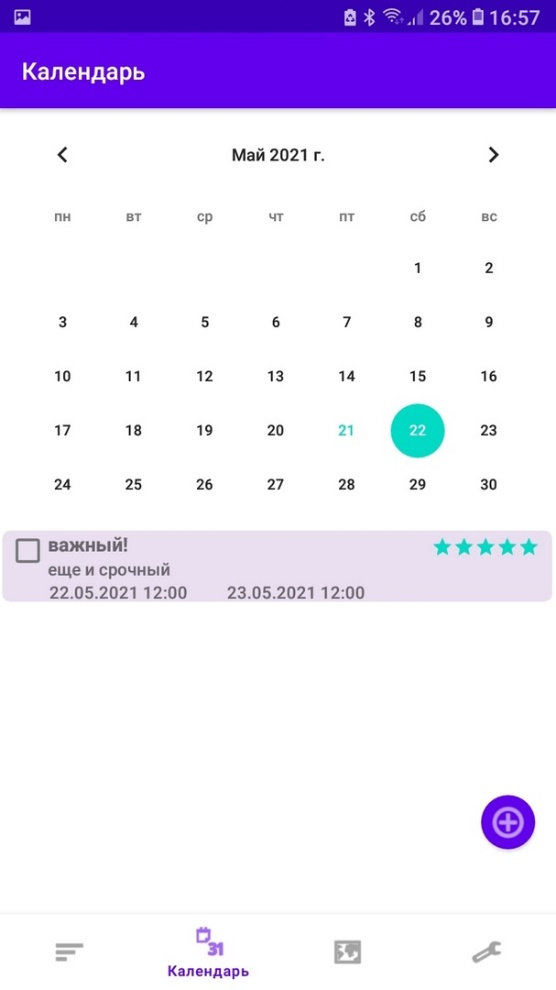 26% 16:57
Календарь
Май 2021 г.
пн вт ср чт пт сб вс
1 2
3 4 5 6 7 8 9
10 11 12 13 14 15 16
17 18 19 20 21 22 23
24 25 26 27 28 29 30
важный!
еще и срочный
22.05.2021 12:00 23.05.2021 12:00
31
Календарь